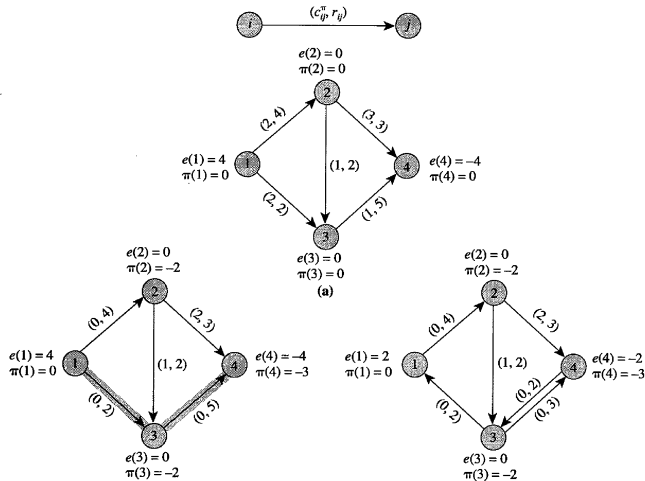 (c^π_ij, r_ij)
i
j
e(2) = 0
π(2) = 0
2
(2, 4)
(3, 3)
e(1) = 4
π(1) = 0
1
(1, 2)
4
e(4) = −4
π(4) = 0
(2, 2)
(1, 5)
3
e(3) = 0
π(3) = 0
(a)
e(2) = 0
π(2) = −2
2
(0, 4)
(2, 3)
e(1) = 4
π(1) = 0
1
(1, 2)
4
e(4) = −4
π(4) = −3
(0, 2)
(0, 5)
3
e(3) = 0
π(3) = −2
e(2) = 0
π(2) = −2
2
(0, 4)
(2, 3)
e(1) = 2
π(1) = 0
1
(1, 2)
4
e(4) = −2
π(4) = −3
(0, 2)
(0, 2)
(0, 3)
3
e(3) = 0
π(3) = −2